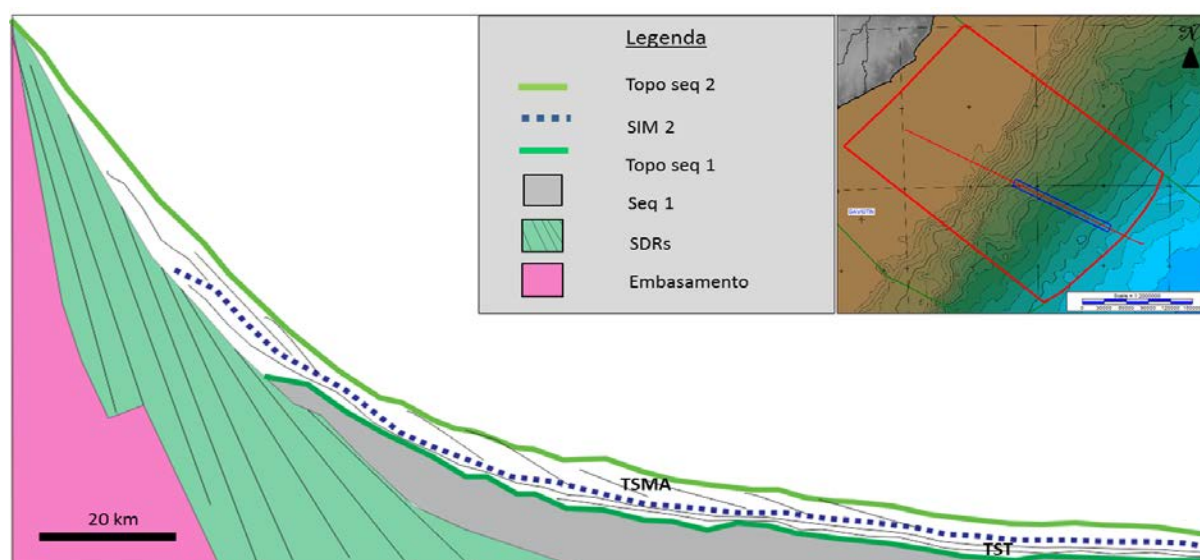 Legenda
Topo seq 2
SIM 2
Topo seq 1
Seq 1
SDRs
Embasamento
N
TSMA
TST
20 km